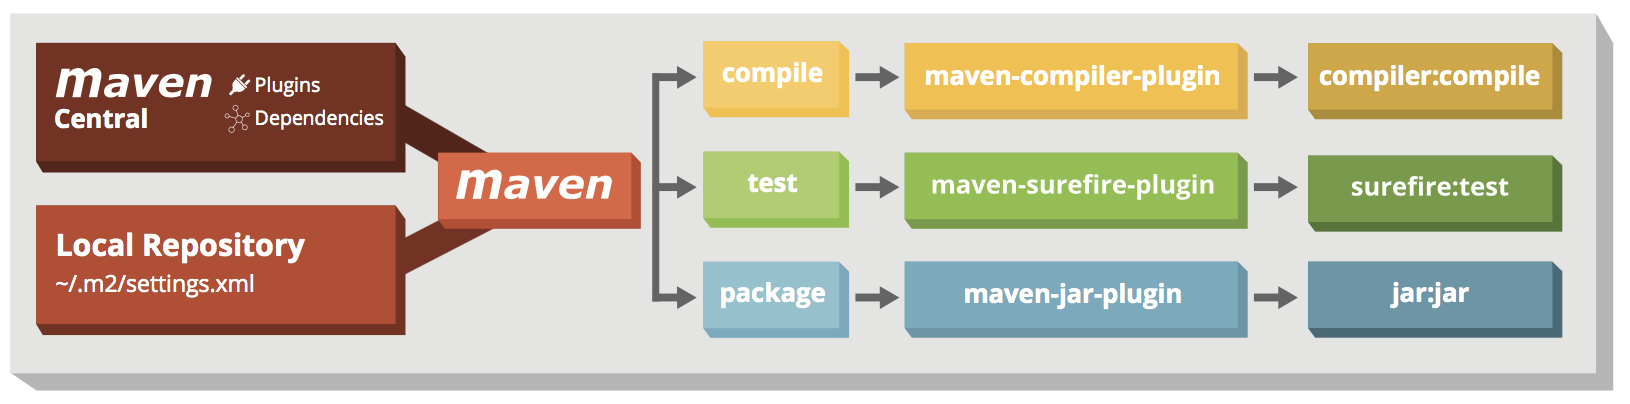 maven
Central
Plugins
Dependencies
Local Repository
~/.m2/settings.xml
maven
compile
maven-compiler-plugin
compiler:compile
test
maven-surefire-plugin
surefire:test
package
maven-jar-plugin
jar:jar